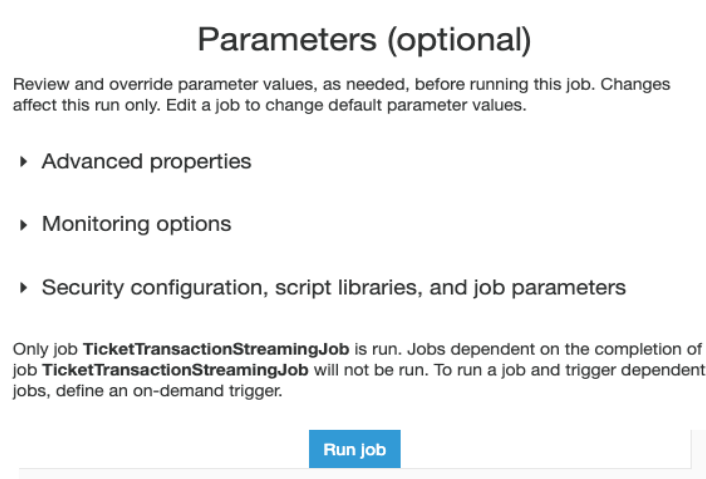 Parameters (optional)
Review and override parameter values, as needed, before running this job. Changes
affect this run only. Edit a job to change default parameter values.
Advanced properties
Monitoring options
Security configuration, script libraries, and job parameters
Only job TicketTransactionStreamingJob is run. Jobs dependent on the completion of
job TicketTransactionStreamingJob will not be run. To run a job and trigger dependent
jobs, define an on-demand trigger.
Run job